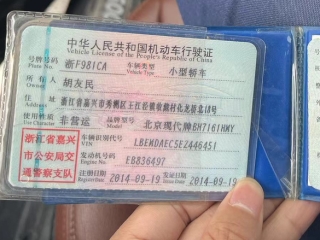 中华人民共和国机动车行驶证
Vehicle License of the People's Republic of China
号牌号码 浙F981CA 车辆类型 小型轿车
Plate No. Vehicle Type
所有人 胡友民
Owner
住址 浙江省嘉兴市秀洲区王江泾镇
Address
使用性质 非营运 品牌型号 北京现代牌BH7161HMY
Use Character Model
浙江省嘉兴
市公安局交
通警察支队
车辆识别代号 LBEMDAEC5EZ446451
VIN
发动机号码 EB836497
Engine No.
注册日期 2014-09-19 发证日期 2014-09-19
Register Date Issue Date